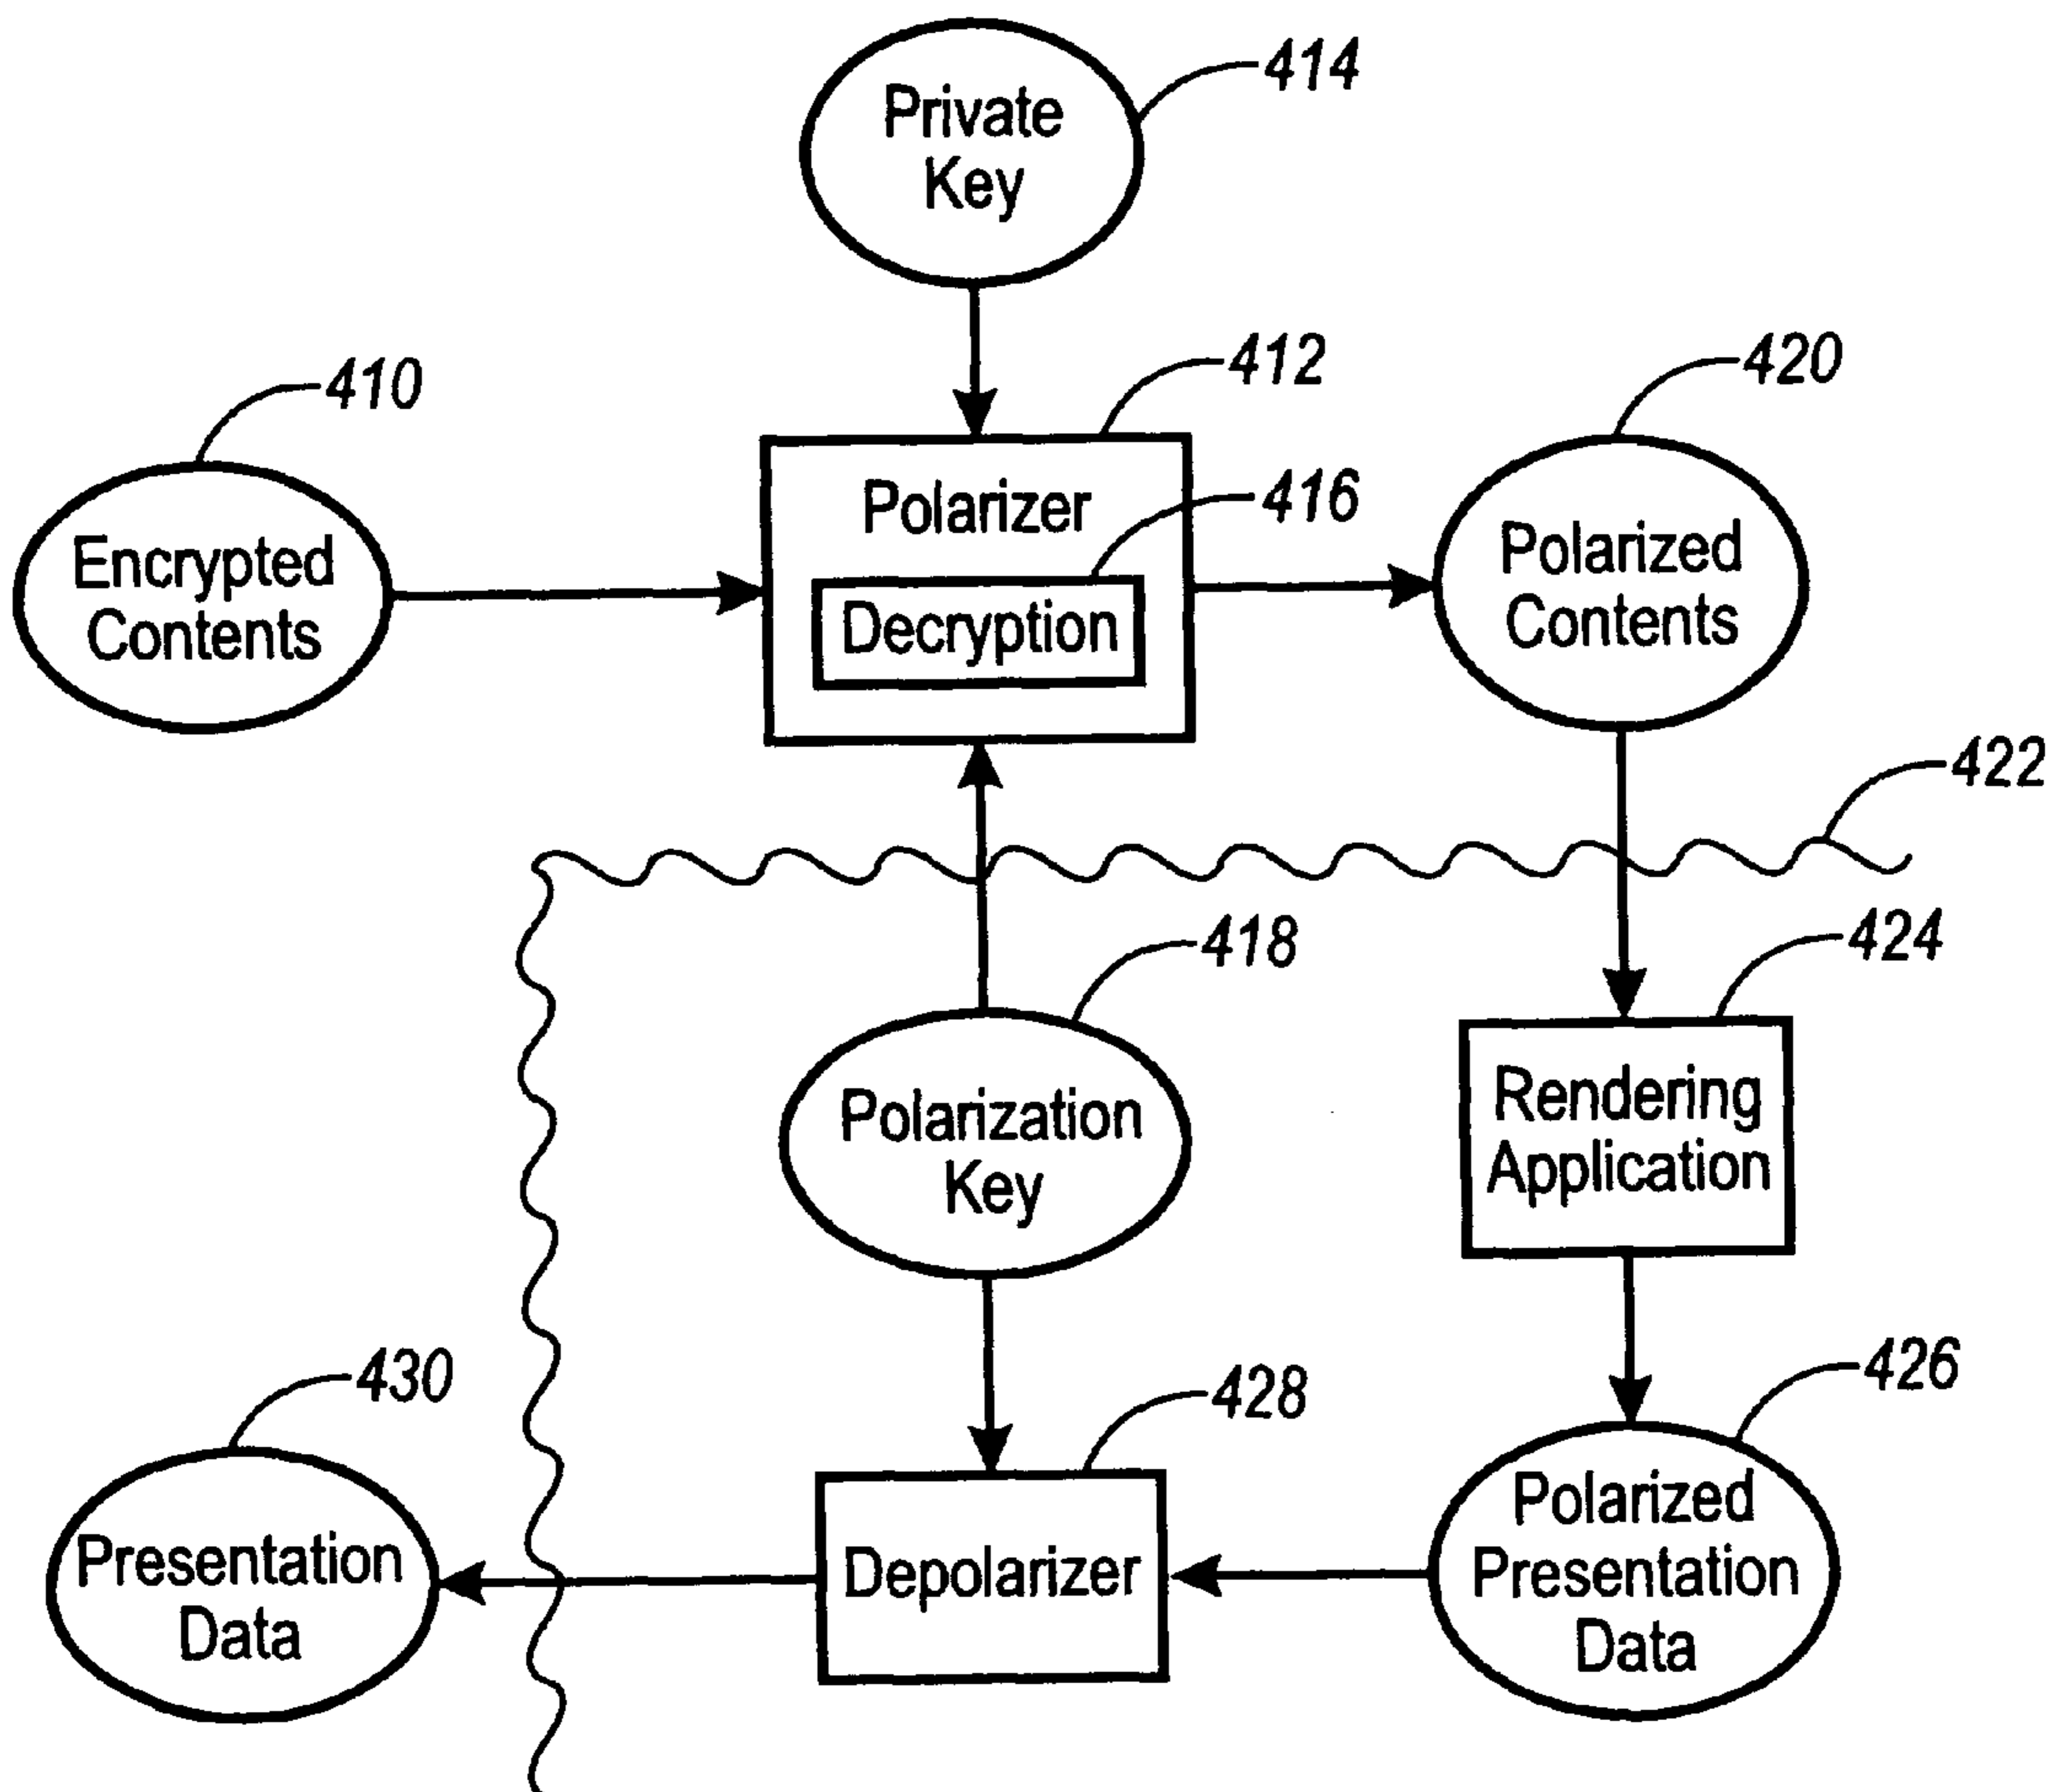 414
Private
Key
412
420
410
Polarizer
416
Encrypted
Contents
Decryption
Polarized
Contents
422
418
424
Polarization
Key
Rendering
Application
430
428
426
Presentation
Data
Depolarizer
Polarized
Presentation
Data